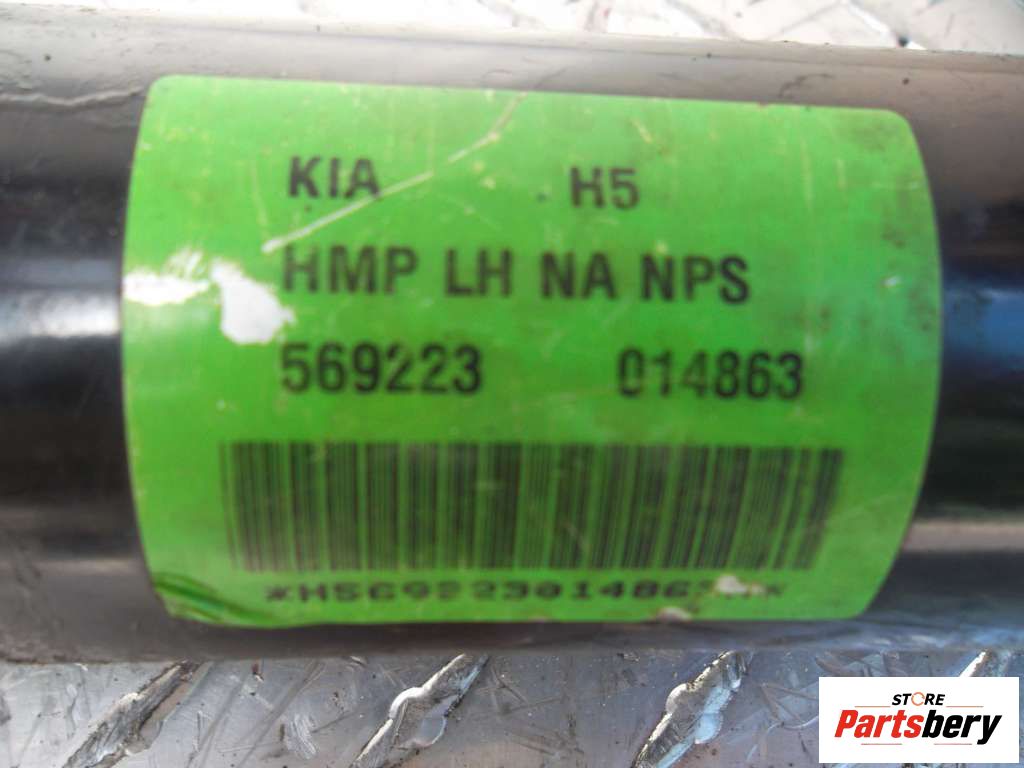 KIA H5
HMP LH NA NPS
569223 014863
STORE
Partsbery